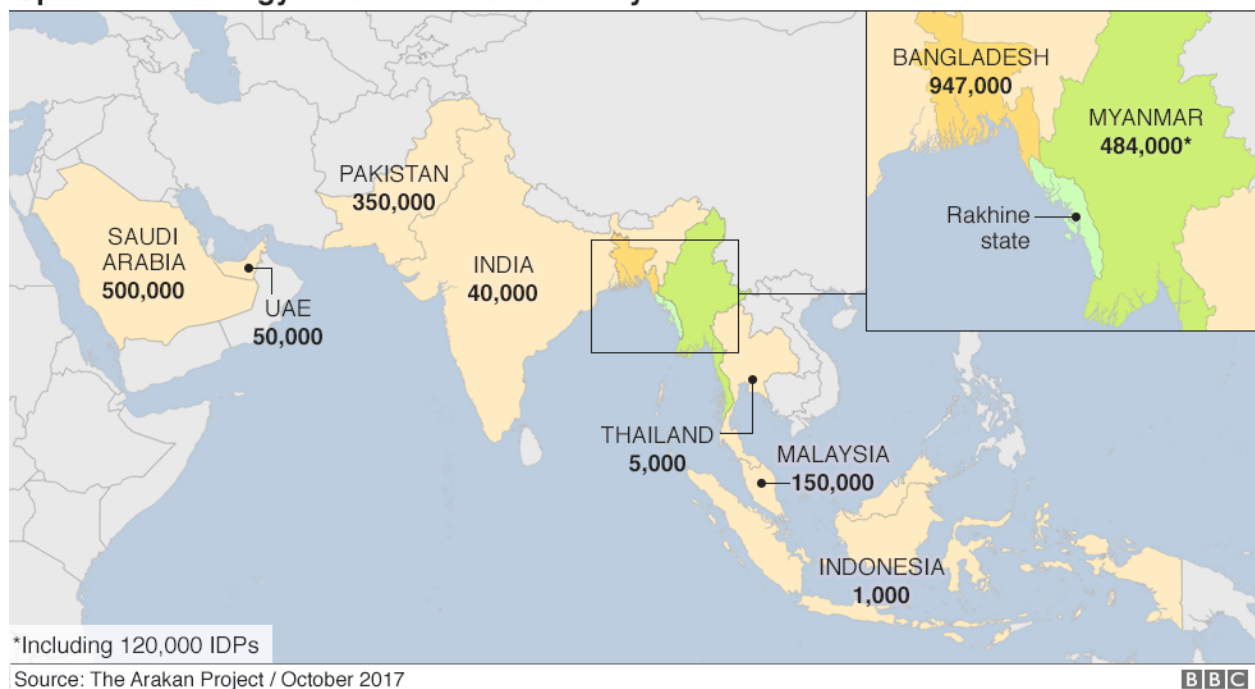 BANGLADESH
947,000
MYANMAR
484,000*
Rakhine
state
PAKISTAN
350,000
SAUDI
ARABIA
500,000
UAE
50,000
INDIA
40,000
THAILAND
5,000
MALAYSIA
150,000
INDONESIA
1,000
*Including 120,000 IDPs
Source: The Arakan Project / October 2017
BBC